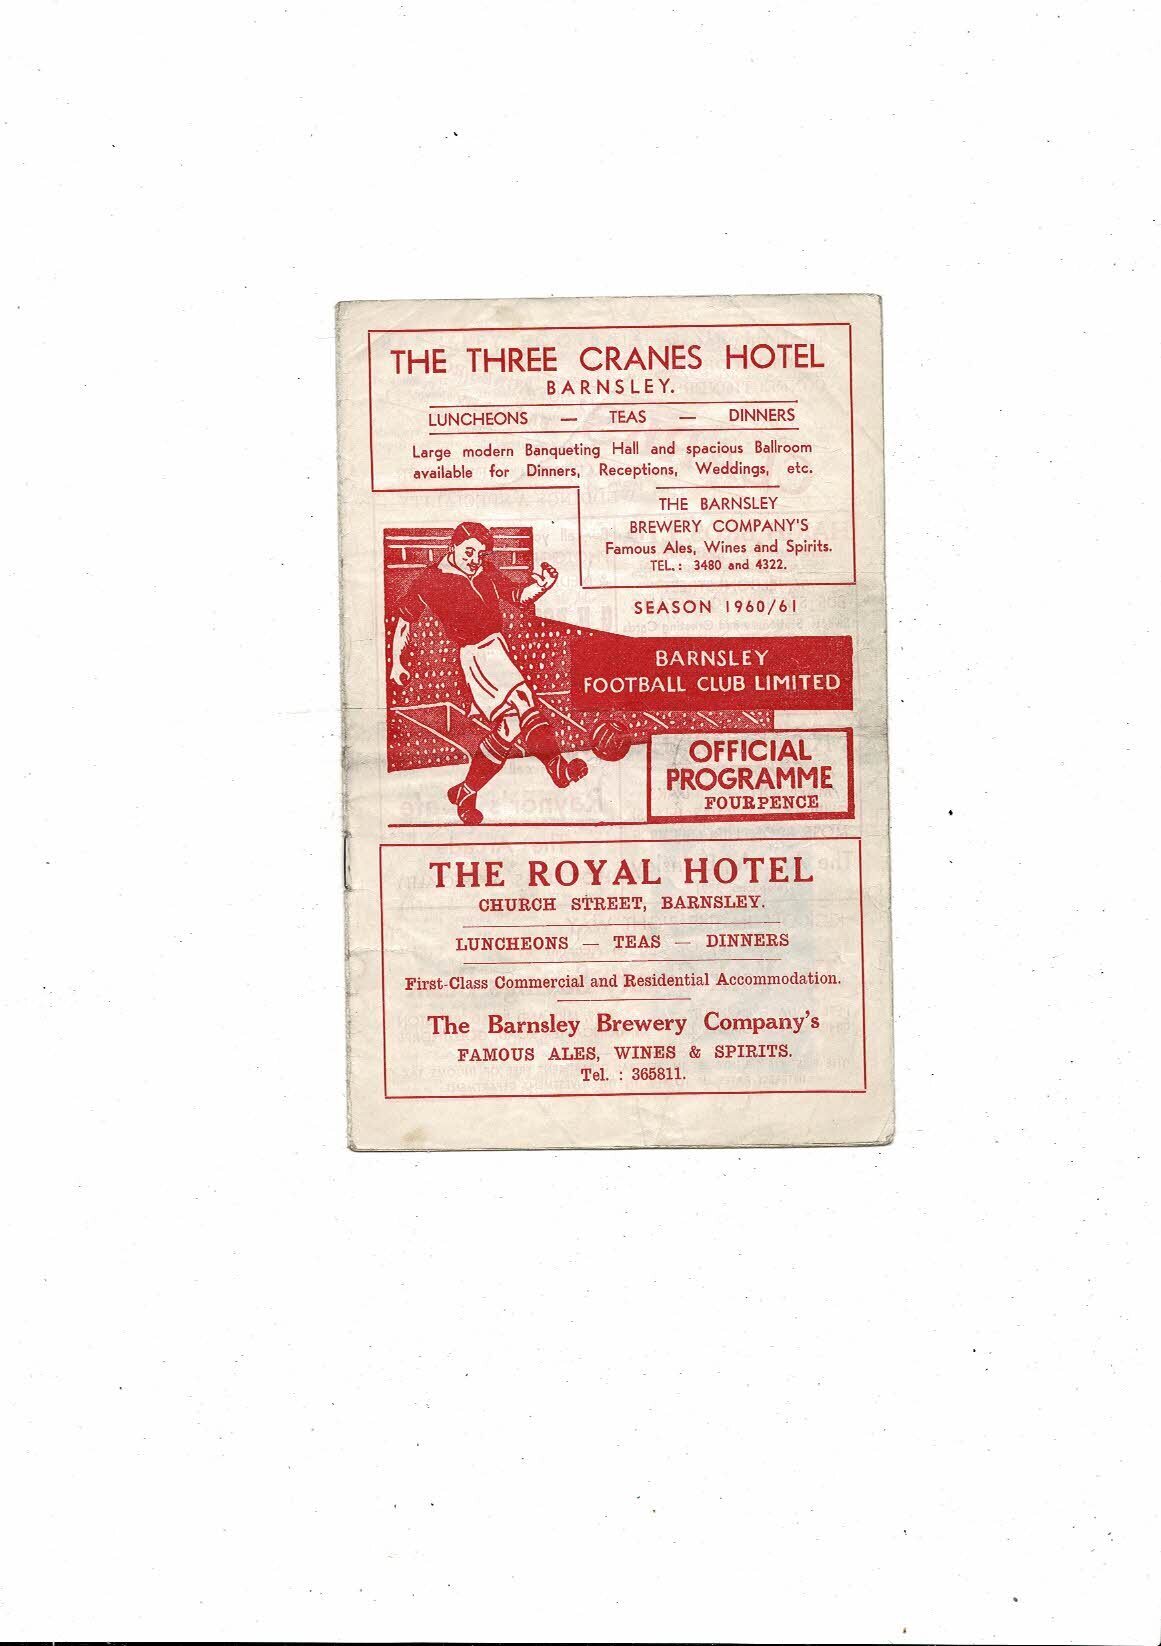 THE THREE CRANES HOTEL
BARNSLEY.
LUNCHEONS — TEAS — DINNERS
Large modern Banqueting Hall and spacious Ballroom
available for Dinners, Receptions, Weddings, etc.
THE BARNSLEY
BREWERY COMPANY'S
Famous Ales, Wines and Spirits.
TEL.: 3480 and 4322.
SEASON 1960/61
BARNSLEY
FOOTBALL CLUB LIMITED
OFFICIAL
PROGRAMME
FOURPENCE
THE ROYAL HOTEL
CHURCH STREET, BARNSLEY.
LUNCHEONS — TEAS — DINNERS
First-Class Commercial and Residential Accommodation.
The Barnsley Brewery Company's
FAMOUS ALES, WINES & SPIRITS.
Tel. : 365811.